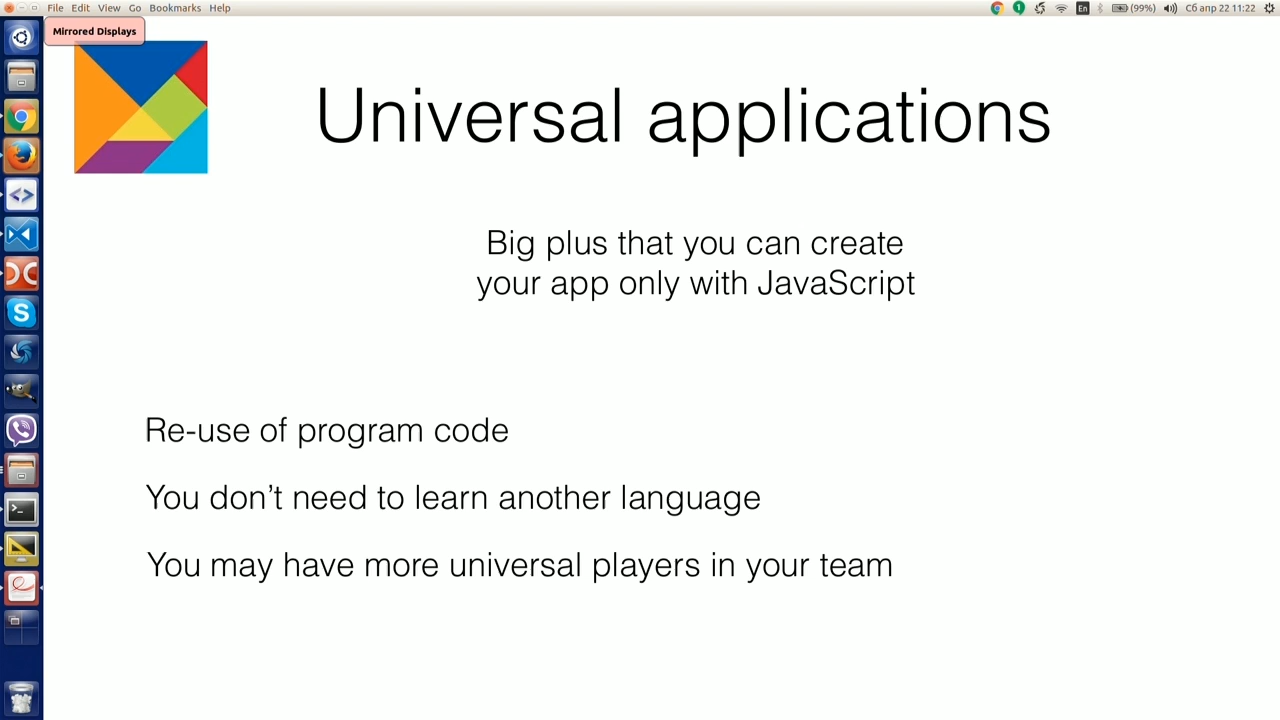 File Edit View Go Bookmarks Help
1
En
(99%)
Сб апр 22 11:22
Mirrored Displays
Universal applications
Big plus that you can create
your app only with JavaScript
Re-use of program code
You don't need to learn another language
You may have more universal players in your team